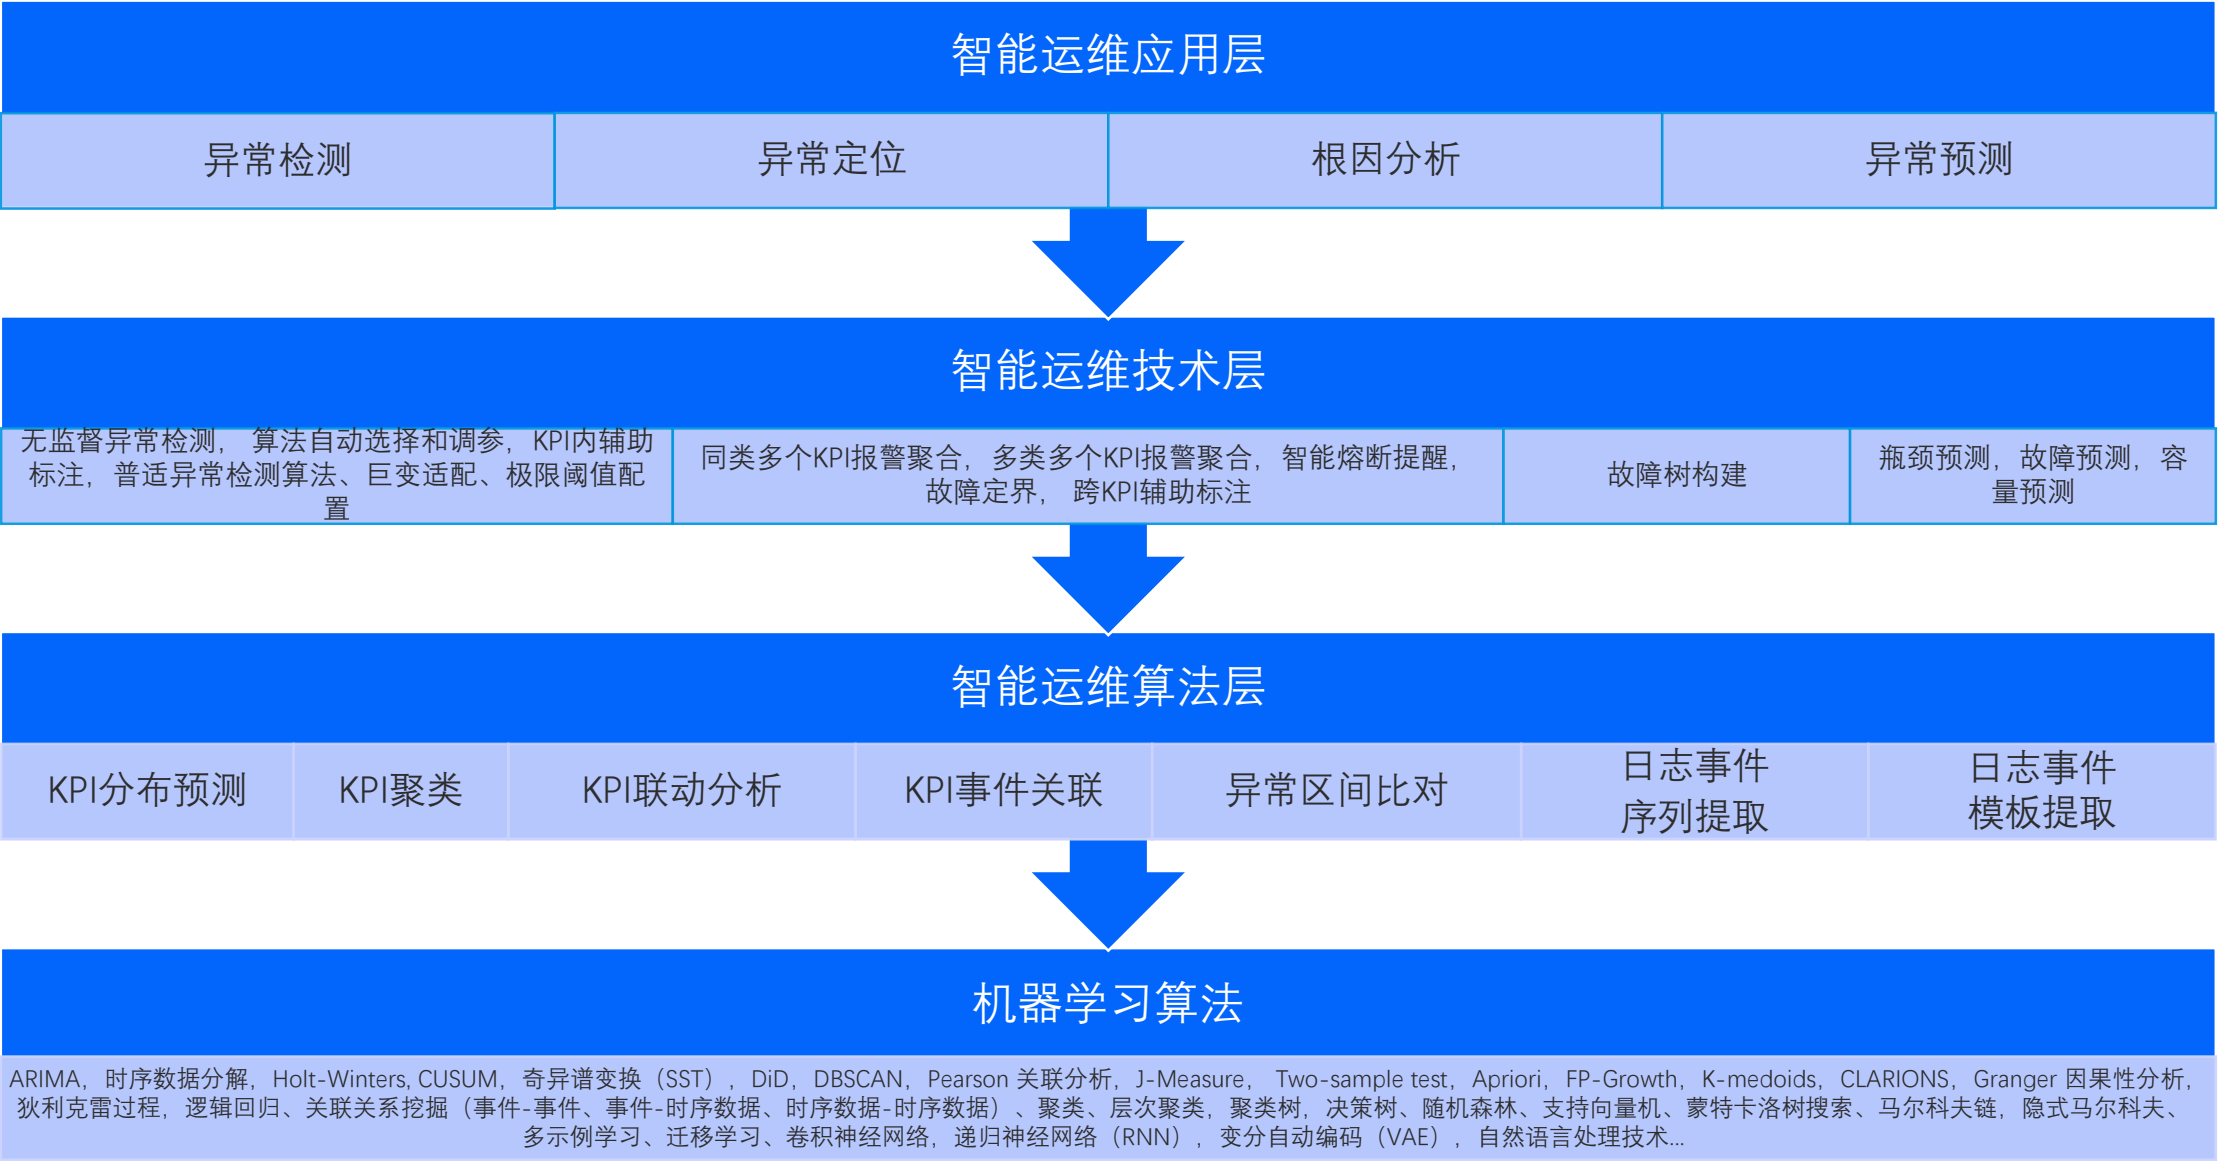 智能运维应用层
异常检测
异常定位
根因分析
异常预测
智能运维技术层
无监督异常检测， 算法自动选择和调参，KPI内辅助
标注，普适异常检测算法、巨变适配、极限阈值配
置
同类多个KPI报警聚合，多类多个KPI报警聚合，智能熔断提醒，
故障定界， 跨KPI辅助标注
故障树构建
瓶颈预测，故障预测，容
量预测
智能运维算法层
KPI分布预测
KPI聚类
KPI联动分析
KPI事件关联
异常区间比对
日志事件
序列提取
日志事件
模板提取
机器学习算法
ARIMA，时序数据分解，Holt-Winters, CUSUM，奇异谱变换（SST），DiD，DBSCAN，Pearson 关联分析，J-Measure， Two-sample test，Apriori，FP-Growth，K-medoids，CLARIONS，Granger 因果性分析，
狄利克雷过程，逻辑回归、关联关系挖掘（事件-事件、事件-时序数据、时序数据-时序数据）、聚类、层次聚类，聚类树，决策树、随机森林、支持向量机、蒙特卡洛树搜索、马尔科夫链，隐式马尔科夫、
多示例学习、迁移学习、卷积神经网络，递归神经网络（RNN），变分自动编码（VAE），自然语言处理技术...